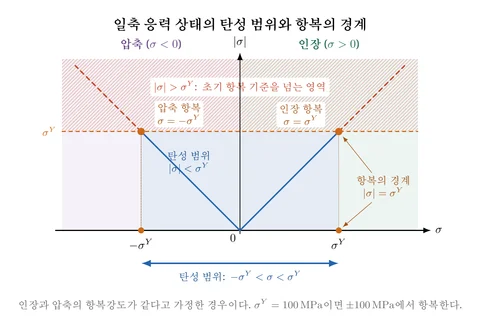 일축 응력 상태의 탄성 범위와 항복의 경계
압축 (σ < 0)
|σ|
인장 (σ > 0)
|σ| > σ^Y: 초기 항복 기준을 넘는 영역
압축 항복
σ = −σ^Y
인장 항복
σ = σ^Y
σ^Y
탄성 범위
|σ| < σ^Y
항복의 경계
|σ| = σ^Y
σ
−σ^Y
0
σ^Y
탄성 범위: −σ^Y < σ < σ^Y
인장과 압축의 항복강도가 같다고 가정한 경우이다. σ^Y = 100 MPa이면 ±100 MPa에서 항복한다.